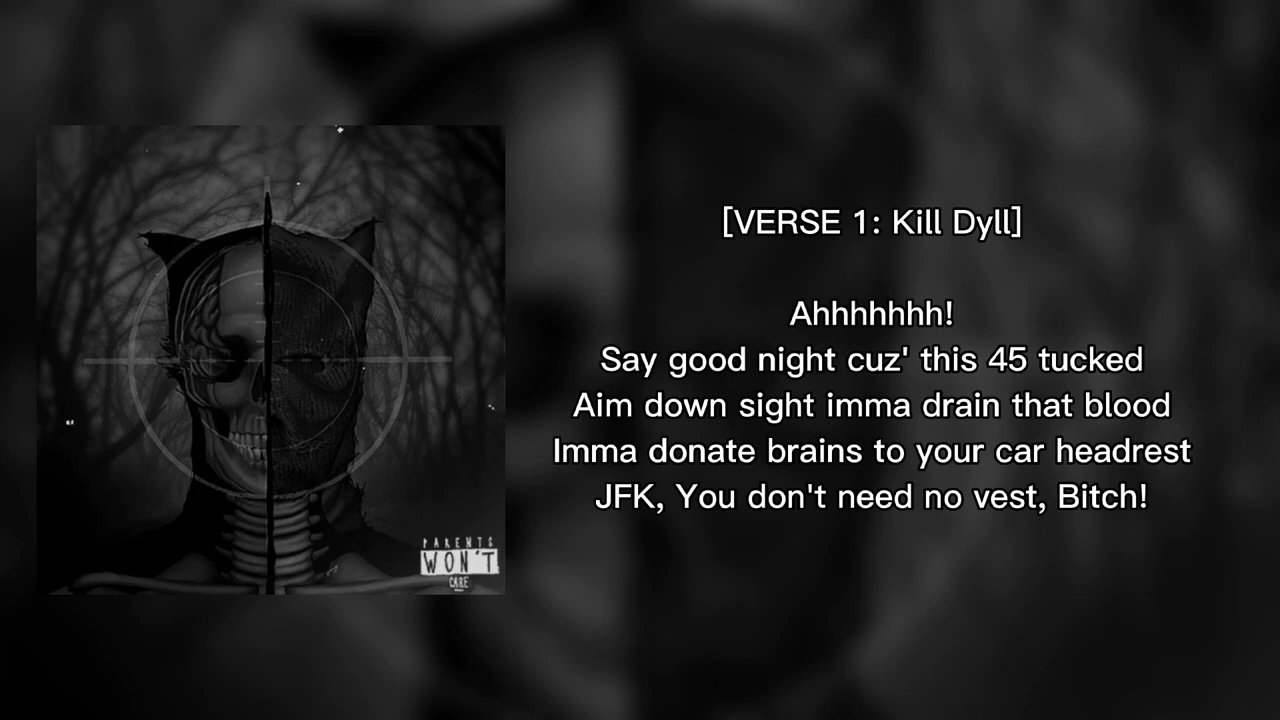 [VERSE 1: Kill Dyll]
Ahhhhhhh!
Say good night cuz' this 45 tucked
Aim down sight imma drain that blood
Imma donate brains to your car headrest
JFK, You don't need no vest, Bitch!
PARENTS
WON'T
CARE